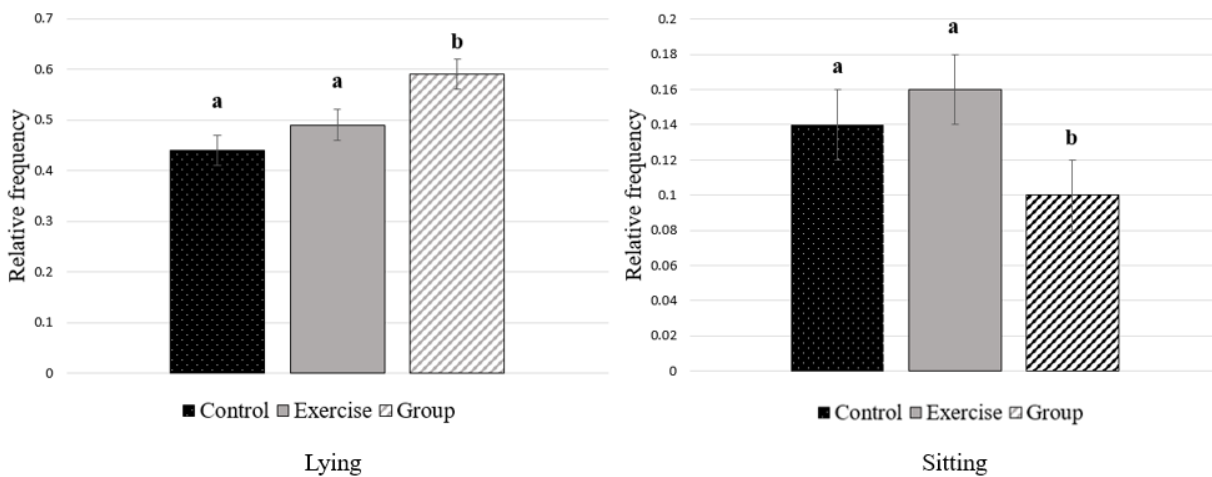 0.7
0.6
0.5
0.4
0.3
0.2
0.1
0
Relative frequency
a
a
b
Control Exercise Group
Lying
0.2
0.18
0.16
0.14
0.12
0.1
0.08
0.06
0.04
0.02
0
Relative frequency
a
a
b
Control Exercise Group
Sitting